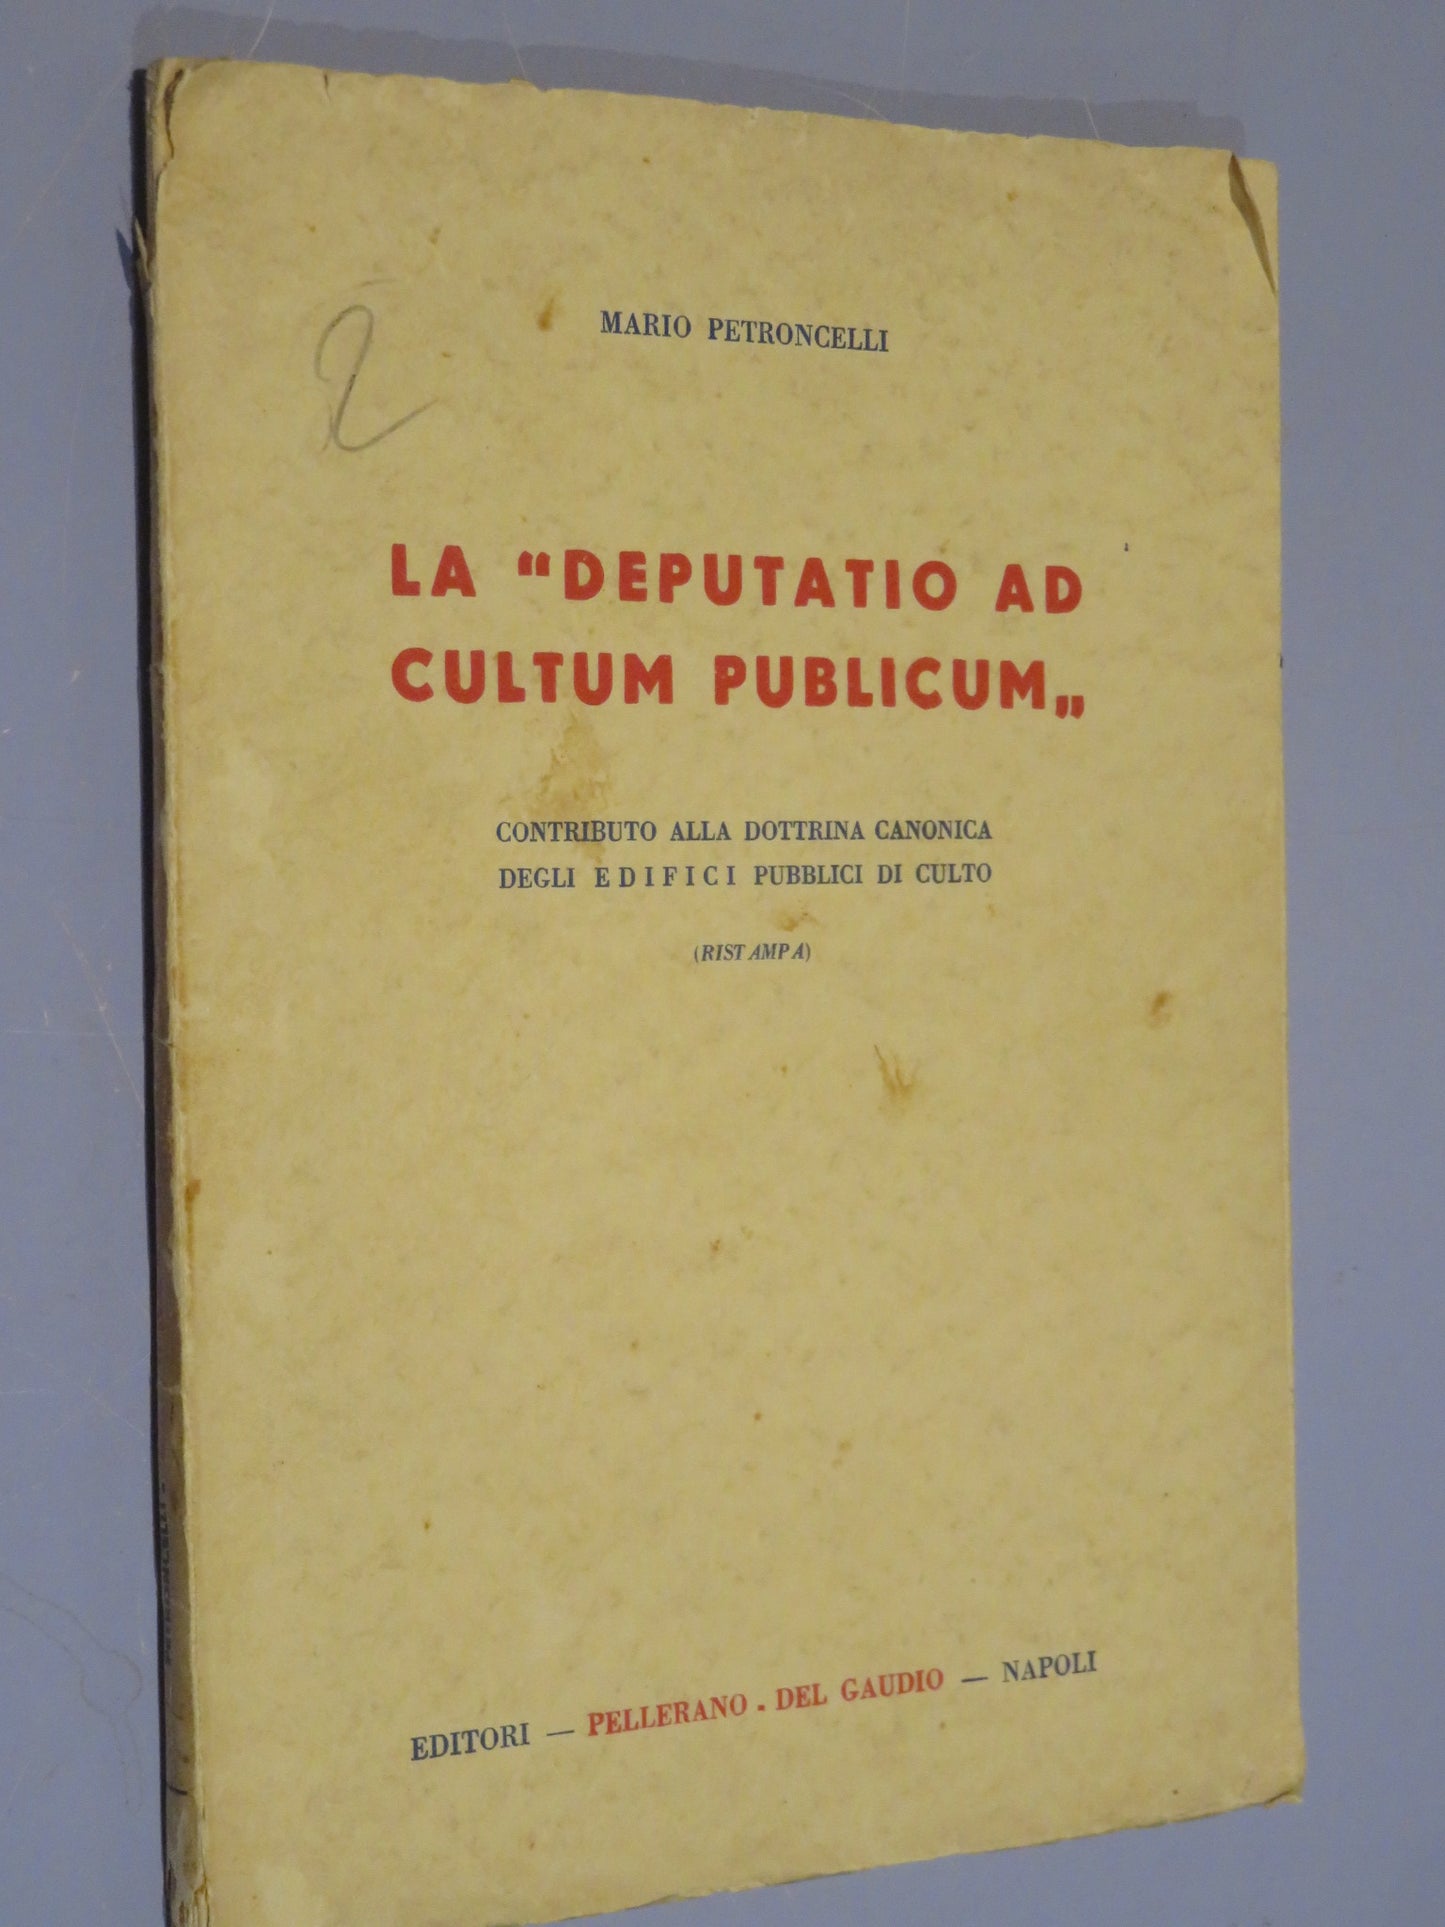 MARIO PETRONCELLI
2
LA “DEPUTATIO AD
CULTUM PUBLICUM„
CONTRIBUTO ALLA DOTTRINA CANONICA
DEGLI EDIFICI PUBBLICI DI CULTO
(RISTAMPA)
EDITORI — PELLERANO - DEL GAUDIO — NAPOLI